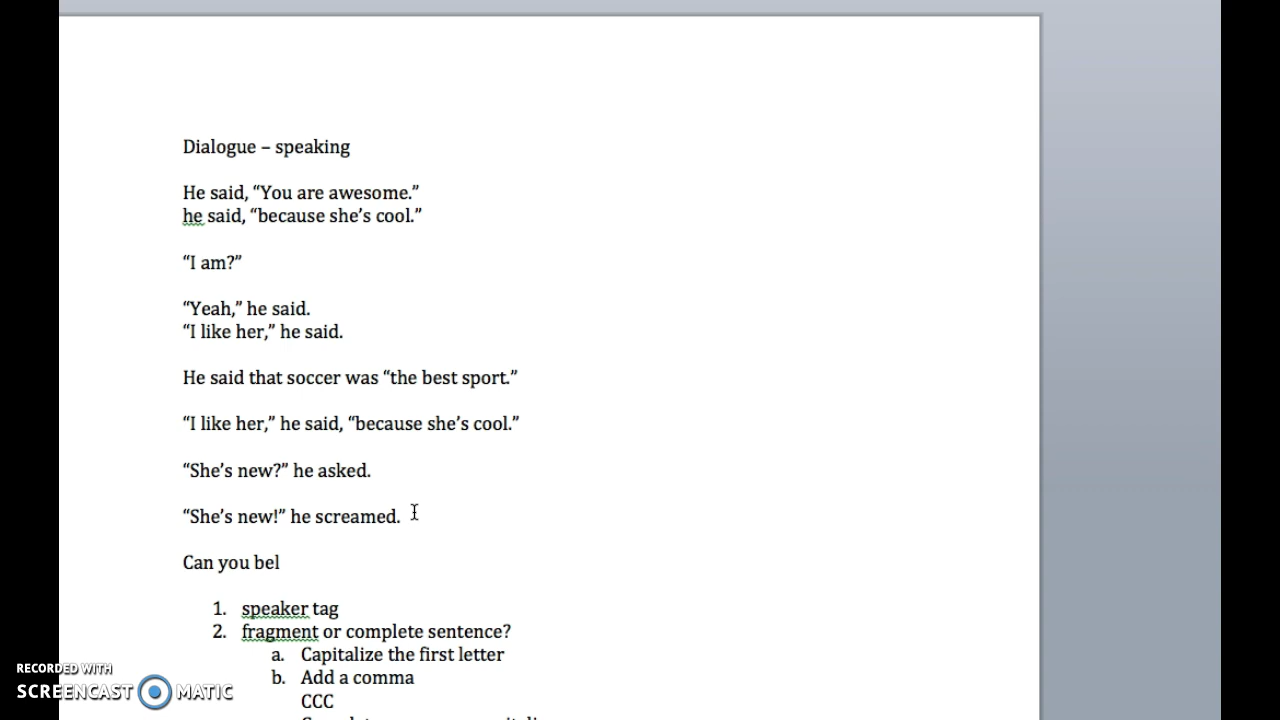 Dialogue – speaking
He said, “You are awesome.”
he said, “because she’s cool.”
“I am?”
“Yeah,” he said.
“I like her,” he said.
He said that soccer was “the best sport.”
“I like her,” he said, “because she’s cool.”
“She’s new?” he asked.
“She’s new!” he screamed.
Can you bel
1. speaker tag
2. fragment or complete sentence?
a. Capitalize the first letter
b. Add a comma
CCC
RECORDED WITH
SCREENCAST MATIC